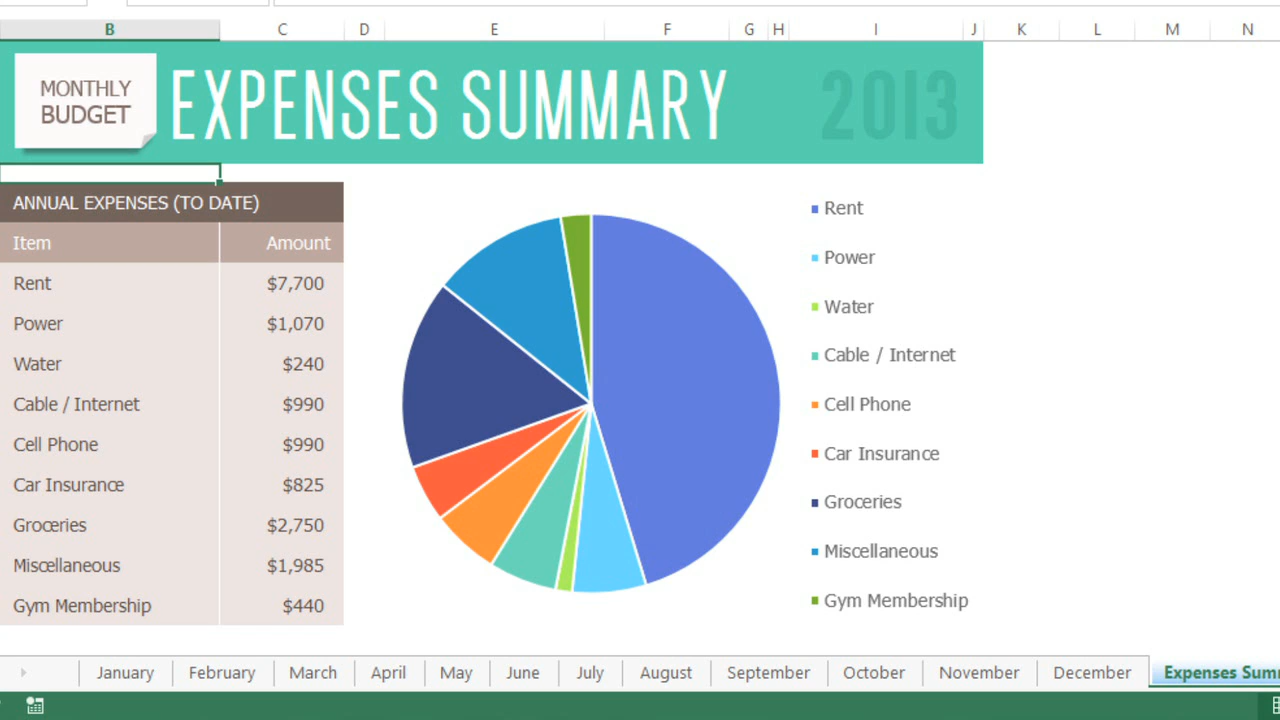 B C D E F G H I J K L M N
MONTHLY
BUDGET
EXPENSES SUMMARY 2013
ANNUAL EXPENSES (TO DATE)
Item Amount
Rent $7,700
Power $1,070
Water $240
Cable / Internet $990
Cell Phone $990
Car Insurance $825
Groceries $2,750
Miscellaneous $1,985
Gym Membership $440
Rent
Power
Water
Cable / Internet
Cell Phone
Car Insurance
Groceries
Miscellaneous
Gym Membership
January February March April May June July August September October November December Expenses